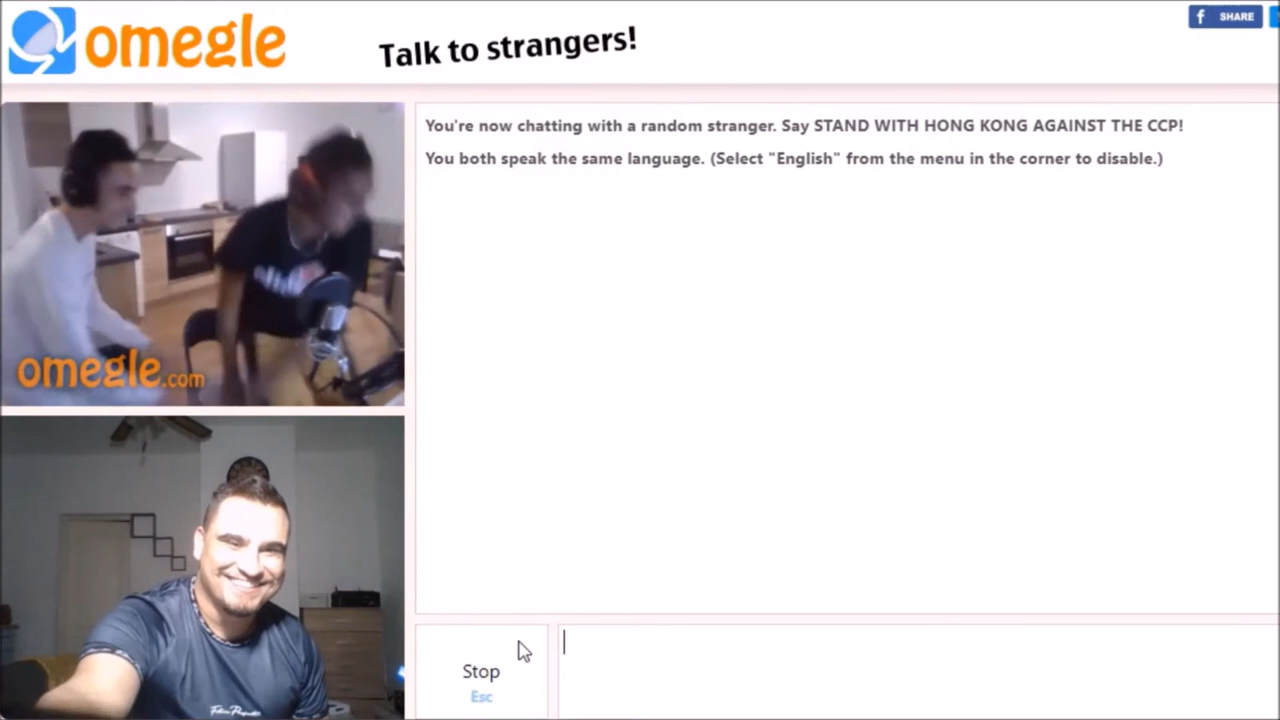 omegle
Talk to strangers!
f SHARE
You're now chatting with a random stranger. Say STAND WITH HONG KONG AGAINST THE CCP!
You both speak the same language. (Select "English" from the menu in the corner to disable.)
omegle.com
Stop
Esc